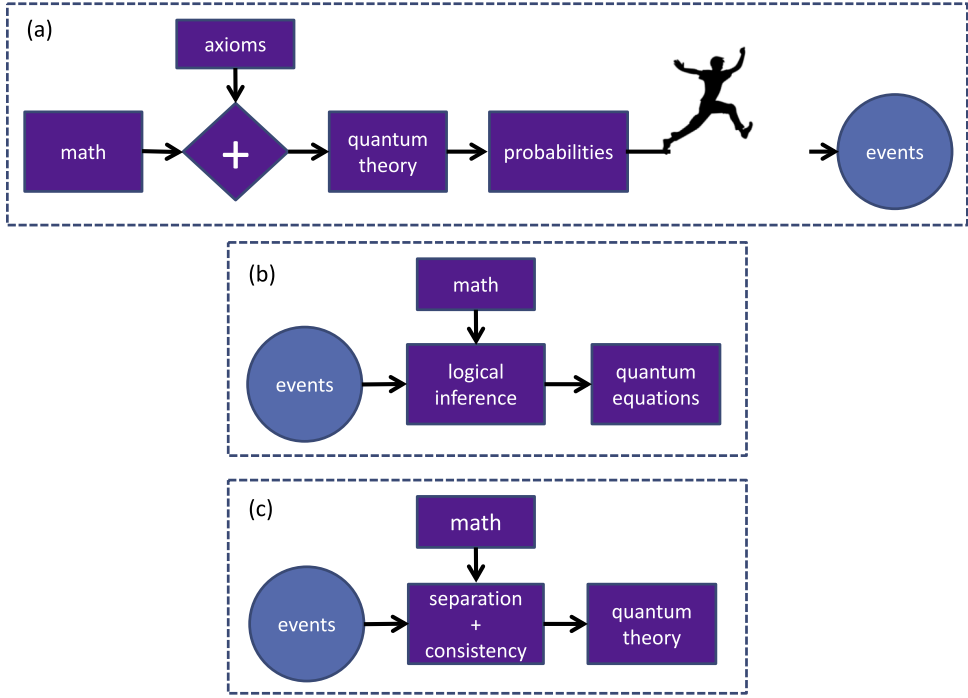 (a)
axioms
math
+
quantum
theory
probabilities
events
(b)
math
events
logical
inference
quantum
equations
(c)
math
events
separation
+
consistency
quantum
theory